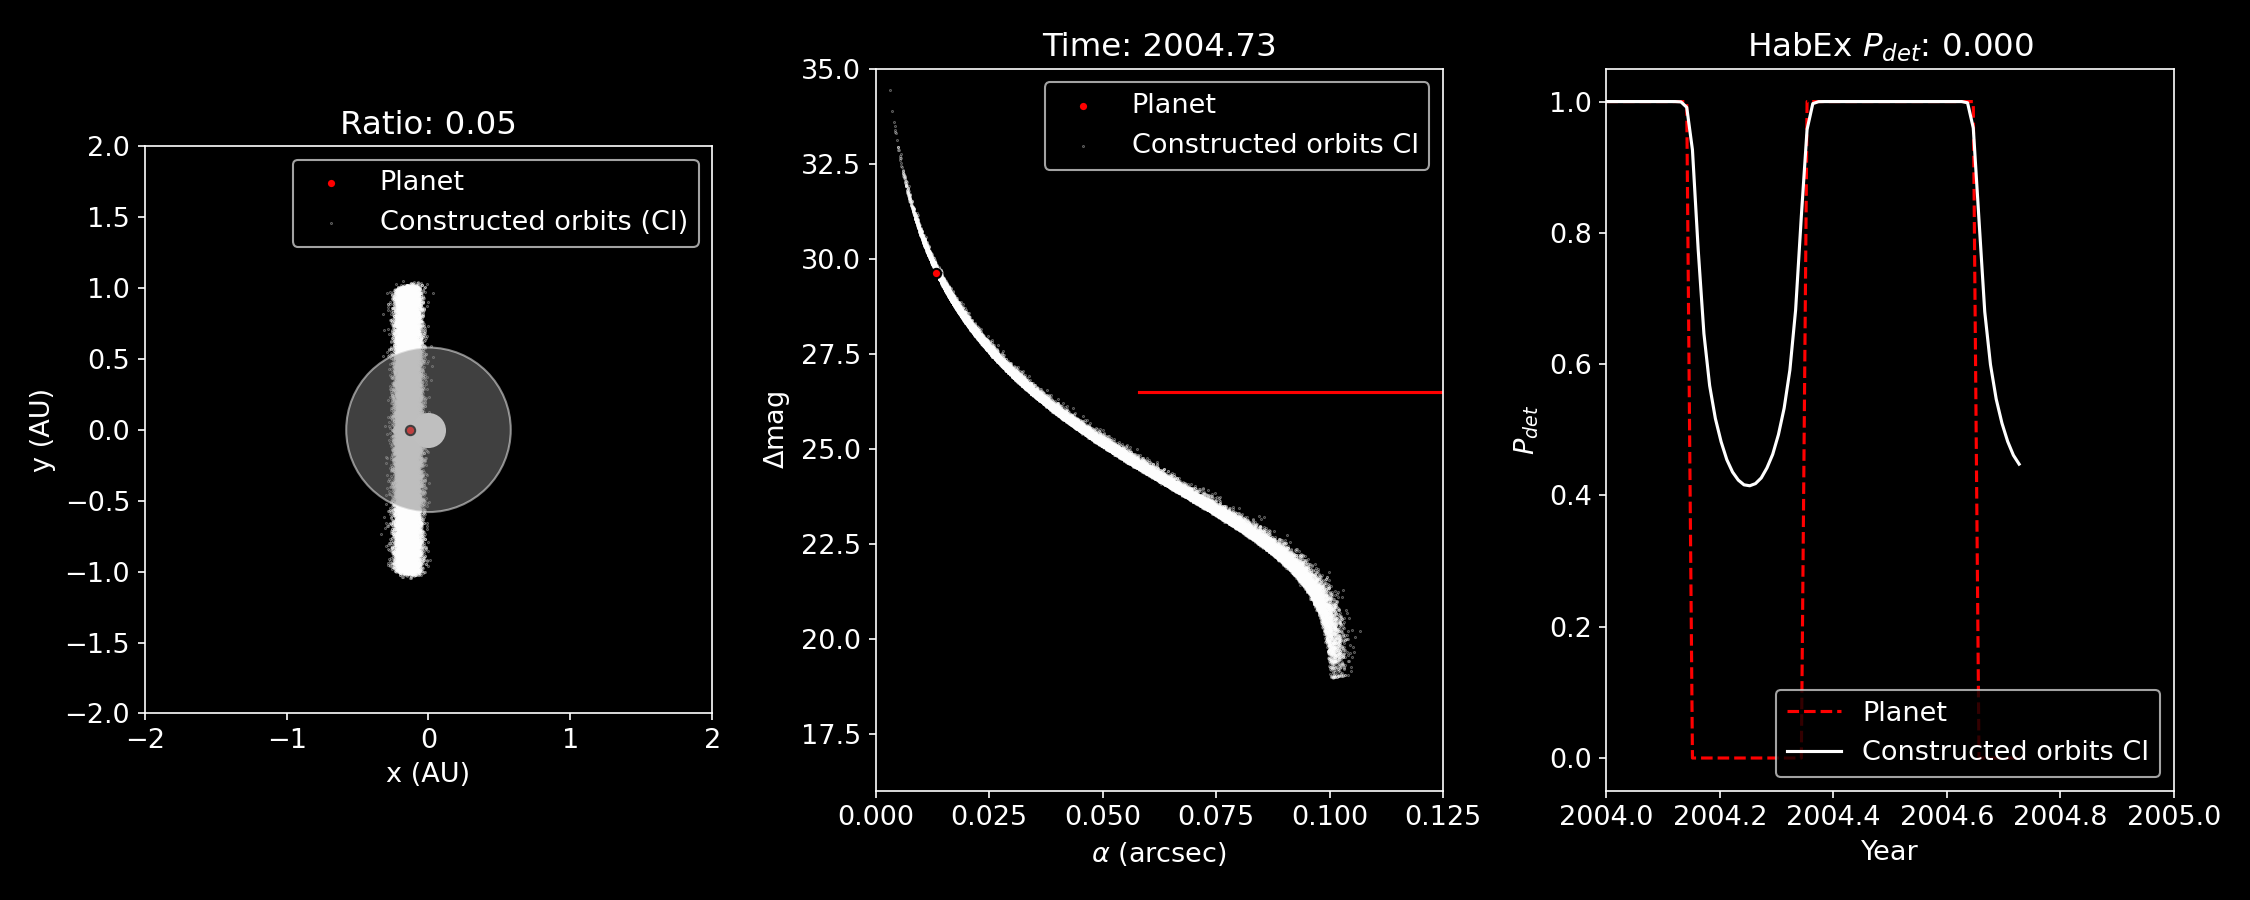 Ratio: 0.05
2.0
1.5
1.0
0.5
0.0
−0.5
−1.0
−1.5
−2.0
y (AU)
−2
−1
0
1
2
x (AU)
Planet
Constructed orbits (CI)
Time: 2004.73
35.0
32.5
30.0
27.5
25.0
22.5
20.0
17.5
Δmag
0.000
0.025
0.050
0.075
0.100
0.125
α (arcsec)
Planet
Constructed orbits CI
HabEx P_det: 0.000
1.0
0.8
0.6
0.4
0.2
0.0
P_det
2004.0
2004.2
2004.4
2004.6
2004.8
2005.0
Year
Planet
Constructed orbits CI